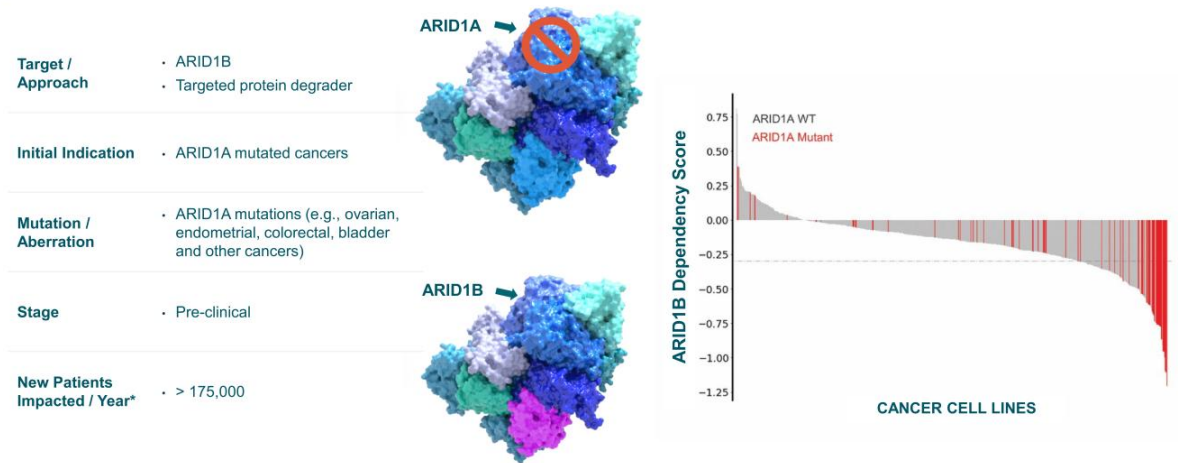 Target /
Approach
• ARID1B
• Targeted protein degrader
Initial Indication
• ARID1A mutated cancers
Mutation /
Aberration
• ARID1A mutations (e.g., ovarian,
endometrial, colorectal, bladder
and other cancers)
Stage
• Pre-clinical
New Patients
Impacted / Year*
• > 175,000
ARID1A
ARID1B
ARID1B Dependency Score
0.75
0.50
0.25
0.00
−0.25
−0.50
−0.75
−1.00
−1.25
ARID1A WT
ARID1A Mutant
CANCER CELL LINES